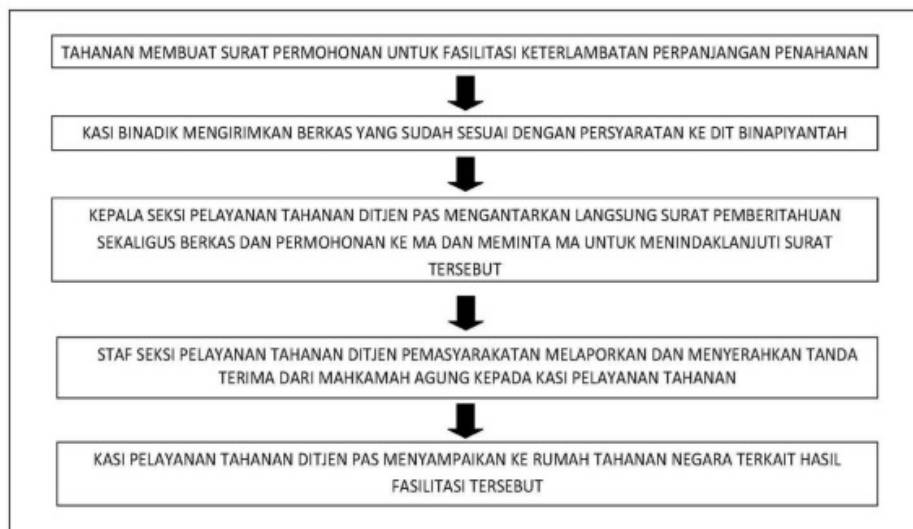 TAHANAN MEMBUAT SURAT PERMOHONAN UNTUK FASILITASI KETERLAMBATAN PERPANJANGAN PENAHANAN
KASI BINADIK MENGIRIMKAN BERKAS YANG SUDAH SESUAI DENGAN PERSYARATAN KE DIT BINAPIYANTAH
KEPALA SEKSI PELAYANAN TAHANAN DITJEN PAS MENGANTARKAN LANGSUNG SURAT PEMBERITAHUAN
SEKALIGUS BERKAS DAN PERMOHONAN KE MA DAN MEMINTA MA UNTUK MENINDAKLANJUTI SURAT
TERSEBUT
STAF SEKSI PELAYANAN TAHANAN DITJEN PEMASYARAKATAN MELAPORKAN DAN MENYERAHKAN TANDA
TERIMA DARI MAHKAMAH AGUNG KEPADA KASI PELAYANAN TAHANAN
KASI PELAYANAN TAHANAN DITJEN PAS MENYAMPAIKAN KE RUMAH TAHANAN NEGARA TERKAIT HASIL
FASILITASI TERSEBUT